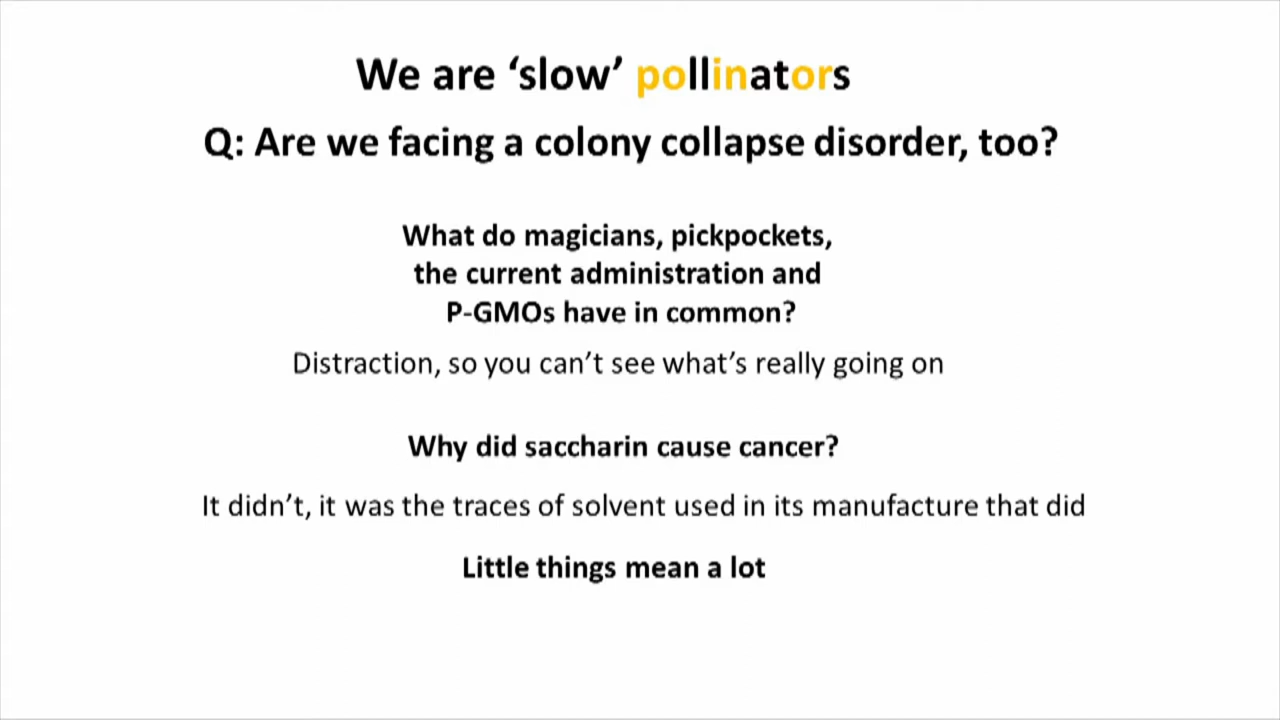 We are ‘slow’ pollinators
Q: Are we facing a colony collapse disorder, too?
What do magicians, pickpockets,
the current administration and
P-GMOs have in common?
Distraction, so you can’t see what’s really going on
Why did saccharin cause cancer?
It didn’t, it was the traces of solvent used in its manufacture that did
Little things mean a lot